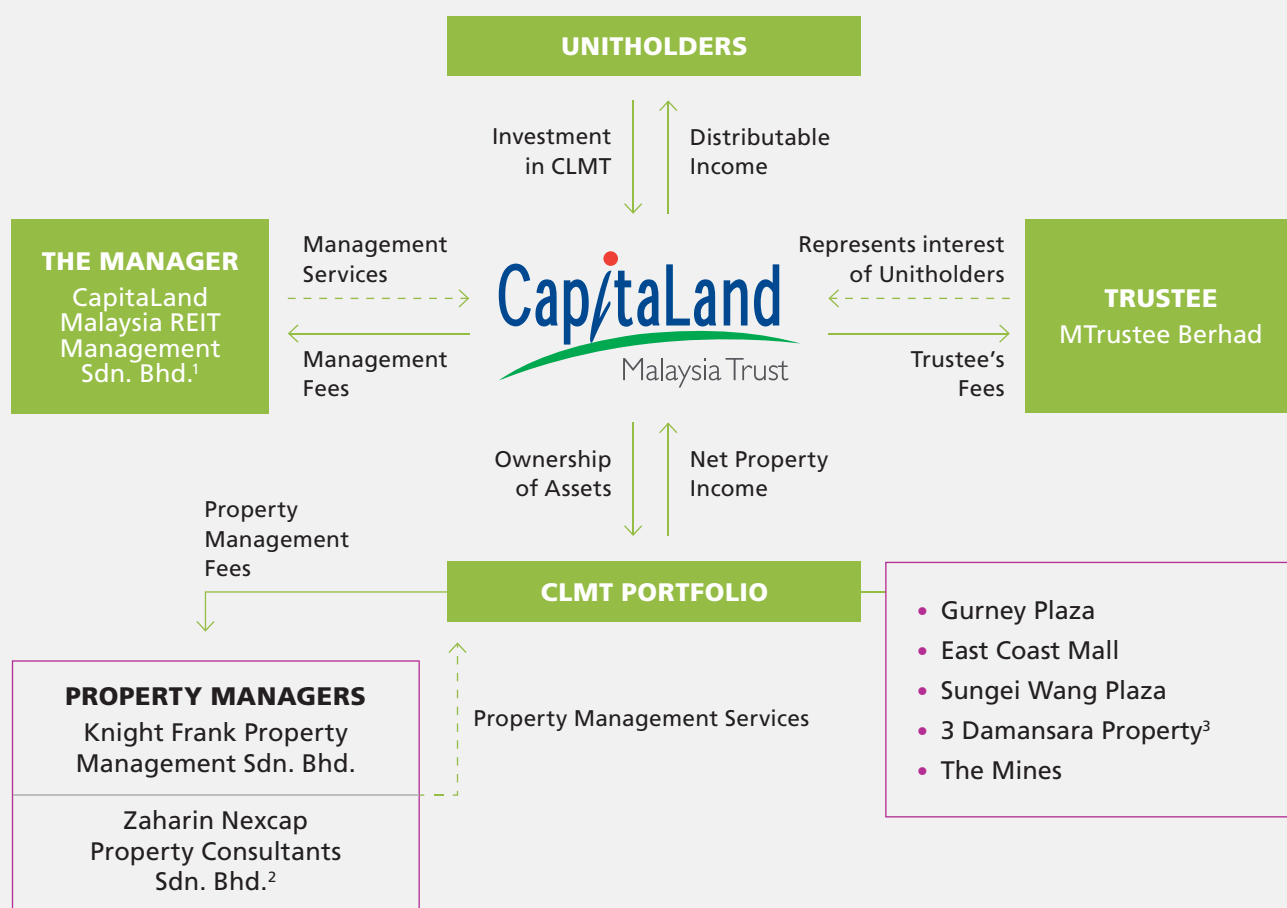 UNITHOLDERS
Investment
in CLMT
Distributable
Income
THE MANAGER
CapitaLand
Malaysia REIT
Management
Sdn. Bhd.¹
Management
Services
Management
Fees
CapitaLand
Malaysia Trust
Represents interest
of Unitholders
Trustee's
Fees
TRUSTEE
MTrustee Berhad
Ownership
of Assets
Net Property
Income
Property
Management
Fees
CLMT PORTFOLIO
• Gurney Plaza
• East Coast Mall
• Sungei Wang Plaza
• 3 Damansara Property³
• The Mines
PROPERTY MANAGERS
Knight Frank Property
Management Sdn. Bhd.
Zaharin Nexcap
Property Consultants
Sdn. Bhd.²
Property Management Services